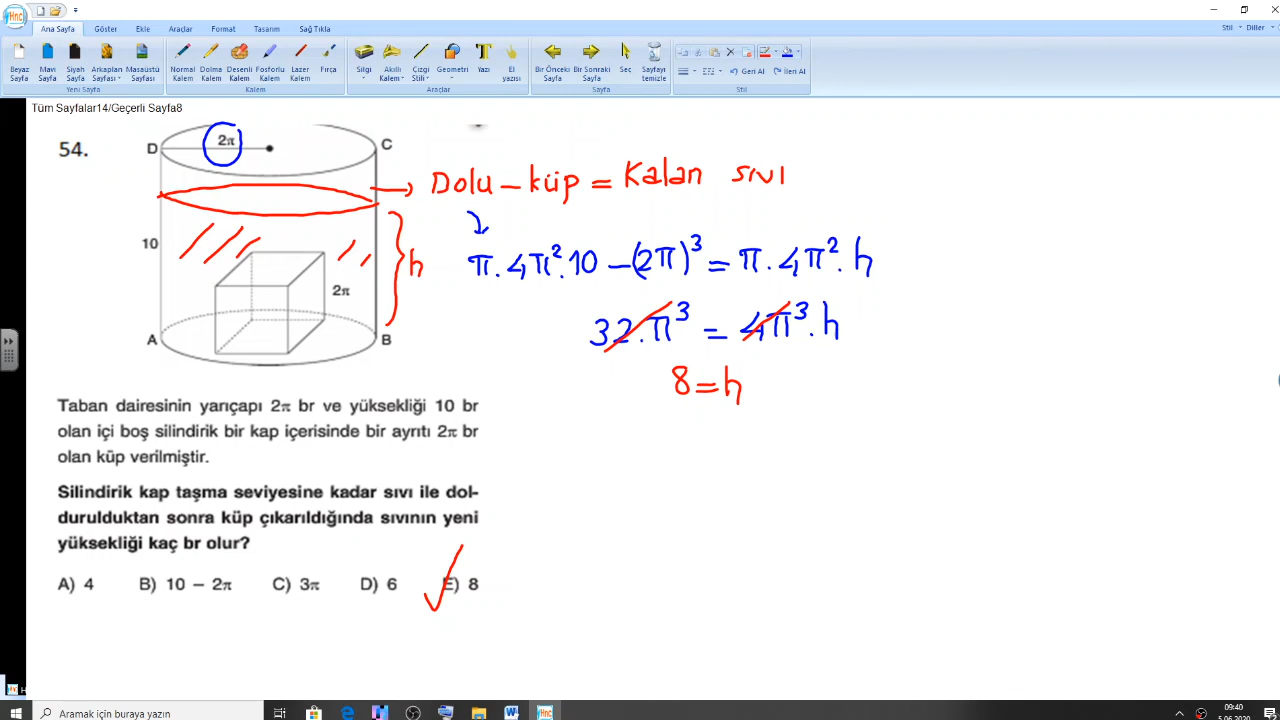 Hnc
Ana Sayfa Göster Ekle Araçlar Format Tasarım Sağ Tıkla
Stil Diller
Beyaz Sayfa Mavi Sayfa Siyah Sayfa Arkaplan Sayfası Masaüstü Sayfası
Normal Kalem Dolma Kalem Desenli Kalem Fosforlu Kalem Lazer Kalem Fırça
Silgi Akıllı Kalem Çizgi Stili Geometri Yazı El yazısı
Bir Önceki Sayfa Bir Sonraki Sayfa Seç Sayfayı temizle
Geri Al İleri Al
Yeni Sayfa Kalem Araçlar Sayfa Stil
Tüm Sayfalar14/Geçerli Sayfa8
54.
D 2π C
Dolu - küp = Kalan sıvı
10
h
2π
A B
π.4π².10 - (2π)³ = π.4π².h
32.π³ = 4π³.h
8 = h
Taban dairesinin yarıçapı 2π br ve yüksekliği 10 br
olan içi boş silindirik bir kap içerisinde bir ayrıtı 2π br
olan küp verilmiştir.
Silindirik kap taşma seviyesine kadar sıvı ile dol-
durulduktan sonra küp çıkarıldığında sıvının yeni
yüksekliği kaç br olur?
A) 4 B) 10 – 2π C) 3π D) 6 E) 8
Aramak için buraya yazın
09:40
5.06.2020